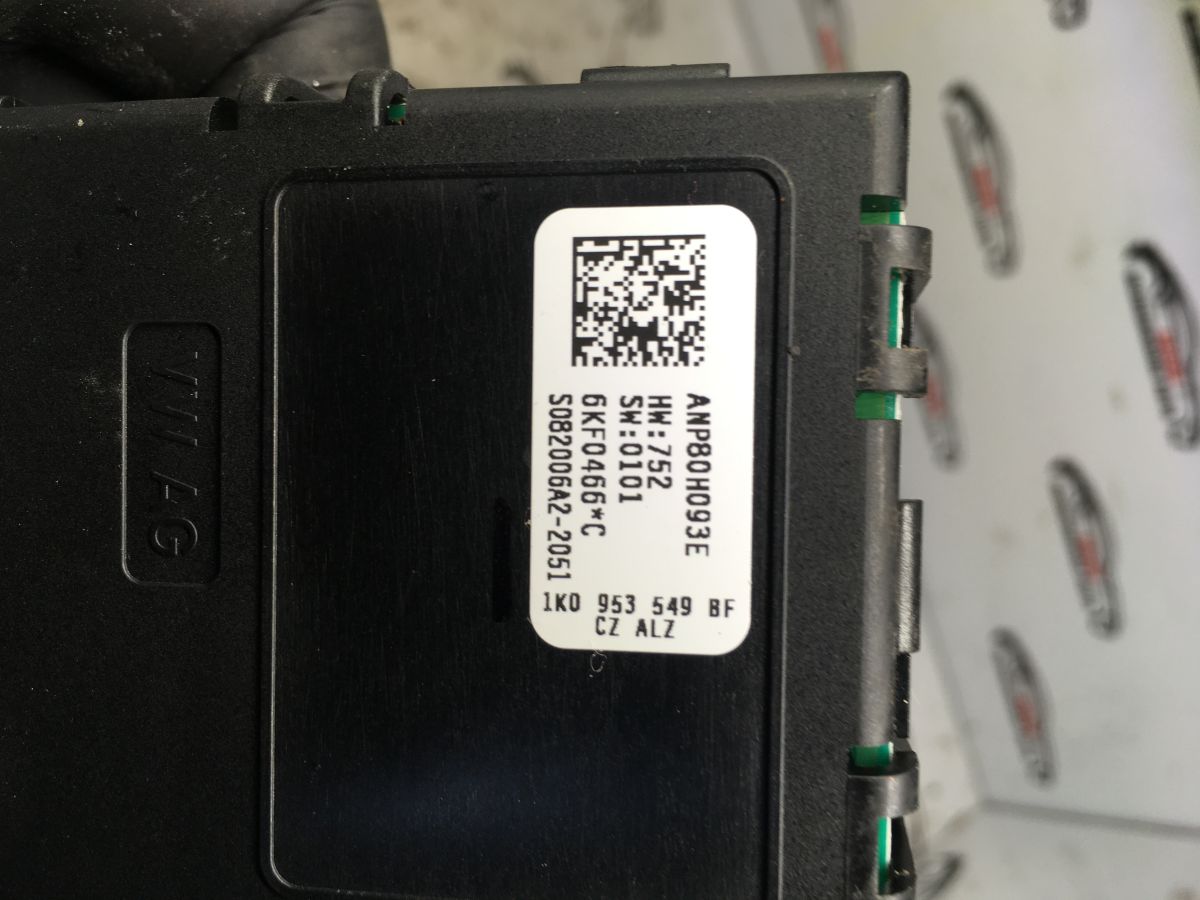 ANP80H093E
HW:752
SW:0101
6KF0466*C
S082006A2-2051
1K0 953 549 BF
CZ ALZ
VW AG